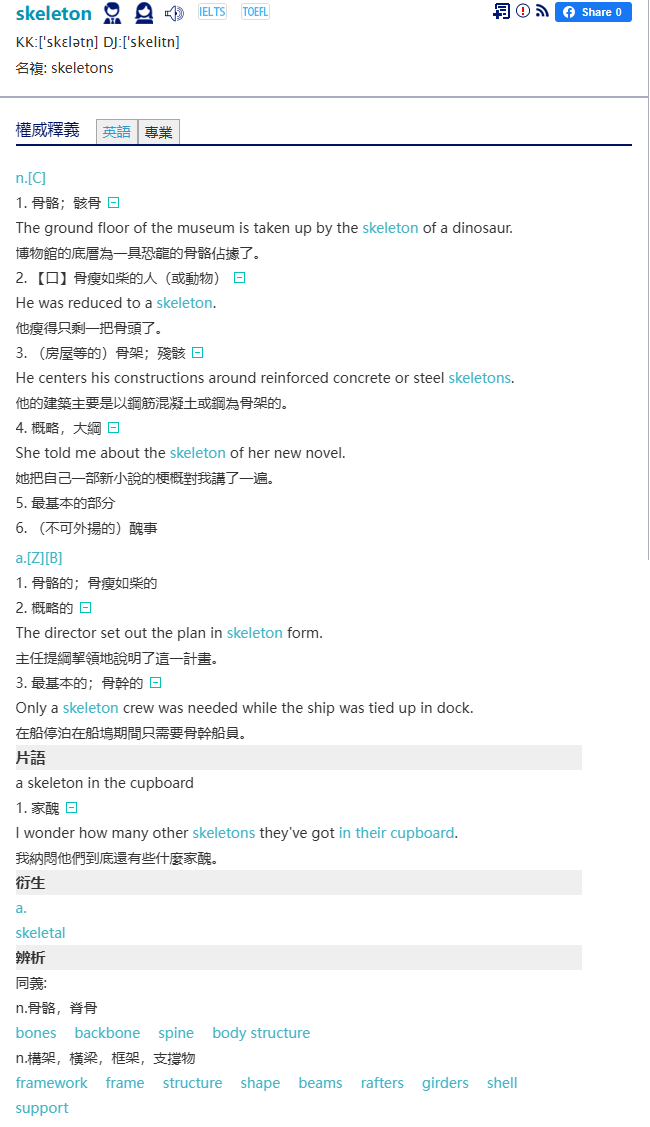 skeleton IELTS TOEFL Share 0
KK:['skɛlətn̩] DJ:['skelitn]
名複: skeletons
權威釋義 英語 專業
n.[C]
1. 骨骼；骸骨
The ground floor of the museum is taken up by the skeleton of a dinosaur.
博物館的底層為一具恐龍的骨骼佔據了。
2. 【口】骨瘦如柴的人（或動物）
He was reduced to a skeleton.
他瘦得只剩一把骨頭了。
3. （房屋等的）骨架；殘骸
He centers his constructions around reinforced concrete or steel skeletons.
他的建築主要是以鋼筋混凝土或鋼為骨架的。
4. 概略，大綱
She told me about the skeleton of her new novel.
她把自己一部新小說的梗概對我講了一遍。
5. 最基本的部分
6. （不可外揚的）醜事
a.[Z][B]
1. 骨骼的；骨瘦如柴的
2. 概略的
The director set out the plan in skeleton form.
主任提綱挈領地說明了這一計畫。
3. 最基本的；骨幹的
Only a skeleton crew was needed while the ship was tied up in dock.
在船停泊在船塢期間只需要骨幹船員。
片語
a skeleton in the cupboard
1. 家醜
I wonder how many other skeletons they've got in their cupboard.
我納悶他們到底還有些什麼家醜。
衍生
a.
skeletal
辨析
同義:
n.骨骼，脊骨
bones backbone spine body structure
n.構架，橫梁，框架，支撐物
framework frame structure shape beams rafters girders shell
support